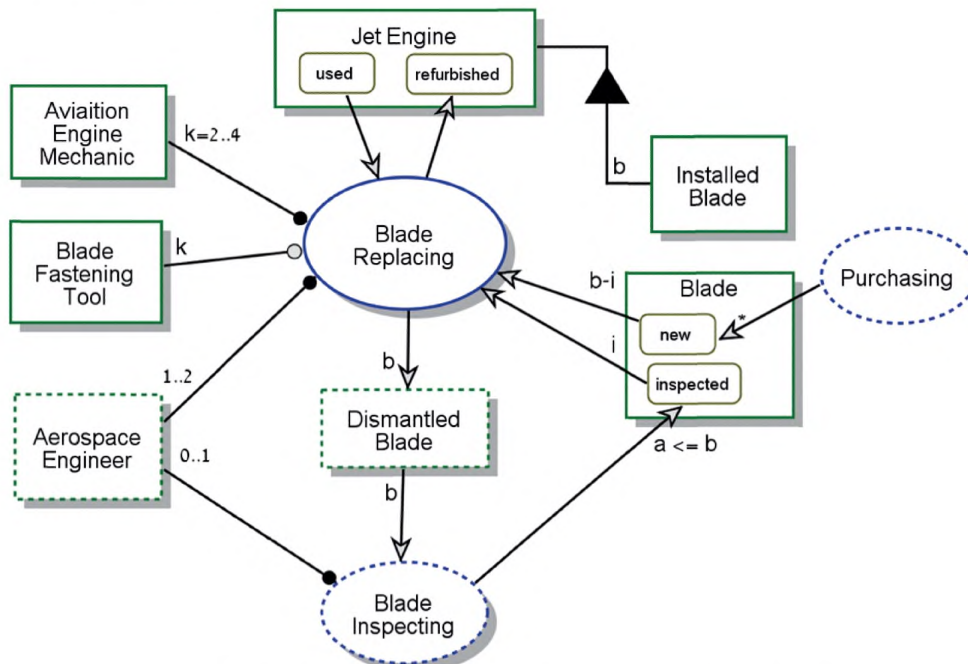 Jet Engine
used
refurbished
Aviaition
Engine
Mechanic
k=2..4
b
Installed
Blade
Blade
Fastening
Tool
k
Blade
Replacing
b-i
Blade
Purchasing
new
*
i
inspected
b
1..2
Aerospace
Engineer
0..1
Dismantled
Blade
a <= b
b
Blade
Inspecting